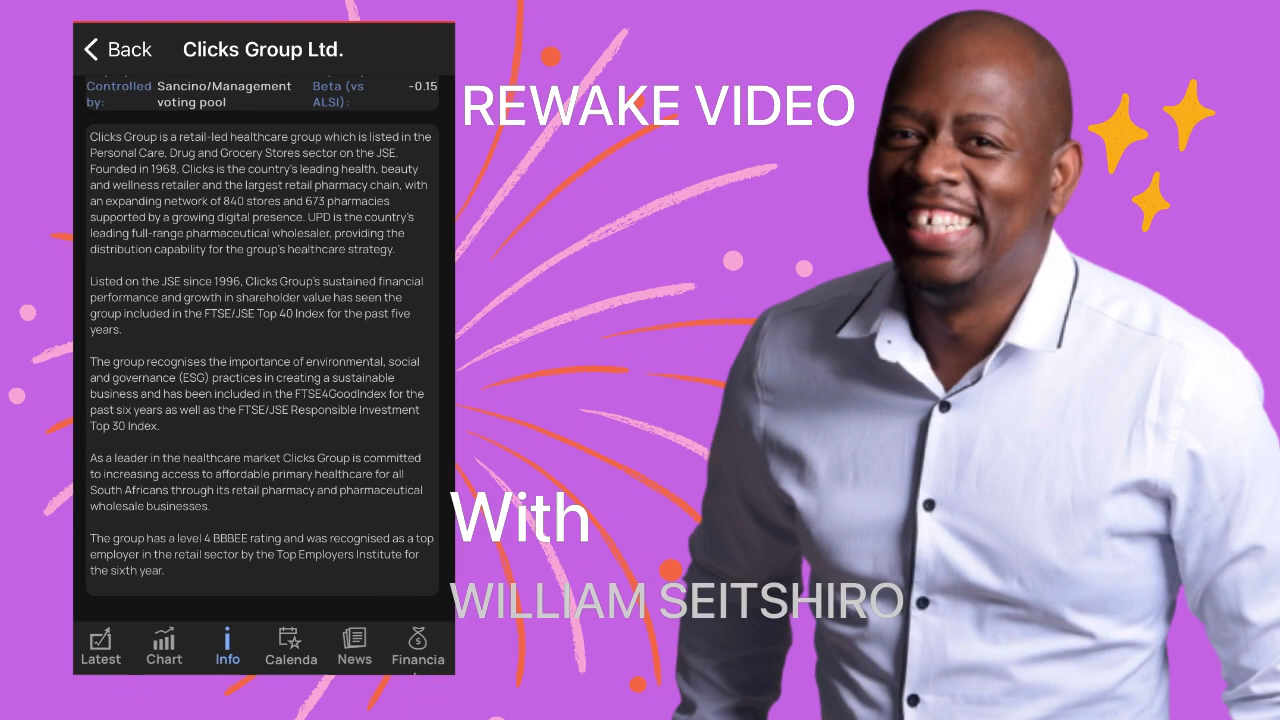 Back
Clicks Group Ltd.
Controlled by:
Sancino/Management voting pool
Beta (vs ALSI):
-0.15
Clicks Group is a retail-led healthcare group which is listed in the
Personal Care, Drug and Grocery Stores sector on the JSE.
Founded in 1968, Clicks is the country's leading health, beauty
and wellness retailer and the largest retail pharmacy chain, with
an expanding network of 840 stores and 673 pharmacies
supported by a growing digital presence. UPD is the country's
leading full-range pharmaceutical wholesaler, providing the
distribution capability for the group's healthcare strategy.
Listed on the JSE since 1996, Clicks Group's sustained financial
performance and growth in shareholder value has seen the
group included in the FTSE/JSE Top 40 Index for the past five
years.
The group recognises the importance of environmental, social
and governance (ESG) practices in creating a sustainable
business and has been included in the FTSE4GoodIndex for the
past six years as well as the FTSE/JSE Responsible Investment
Top 30 Index.
As a leader in the healthcare market Clicks Group is committed
to increasing access to affordable primary healthcare for all
South Africans through its retail pharmacy and pharmaceutical
wholesale businesses.
The group has a level 4 BBBEE rating and was recognised as a top
employer in the retail sector by the Top Employers Institute for
the sixth year.
Latest
Chart
Info
Calenda
News
Financia
REWAKE VIDEO
With
WILLIAM SEITSHIRO